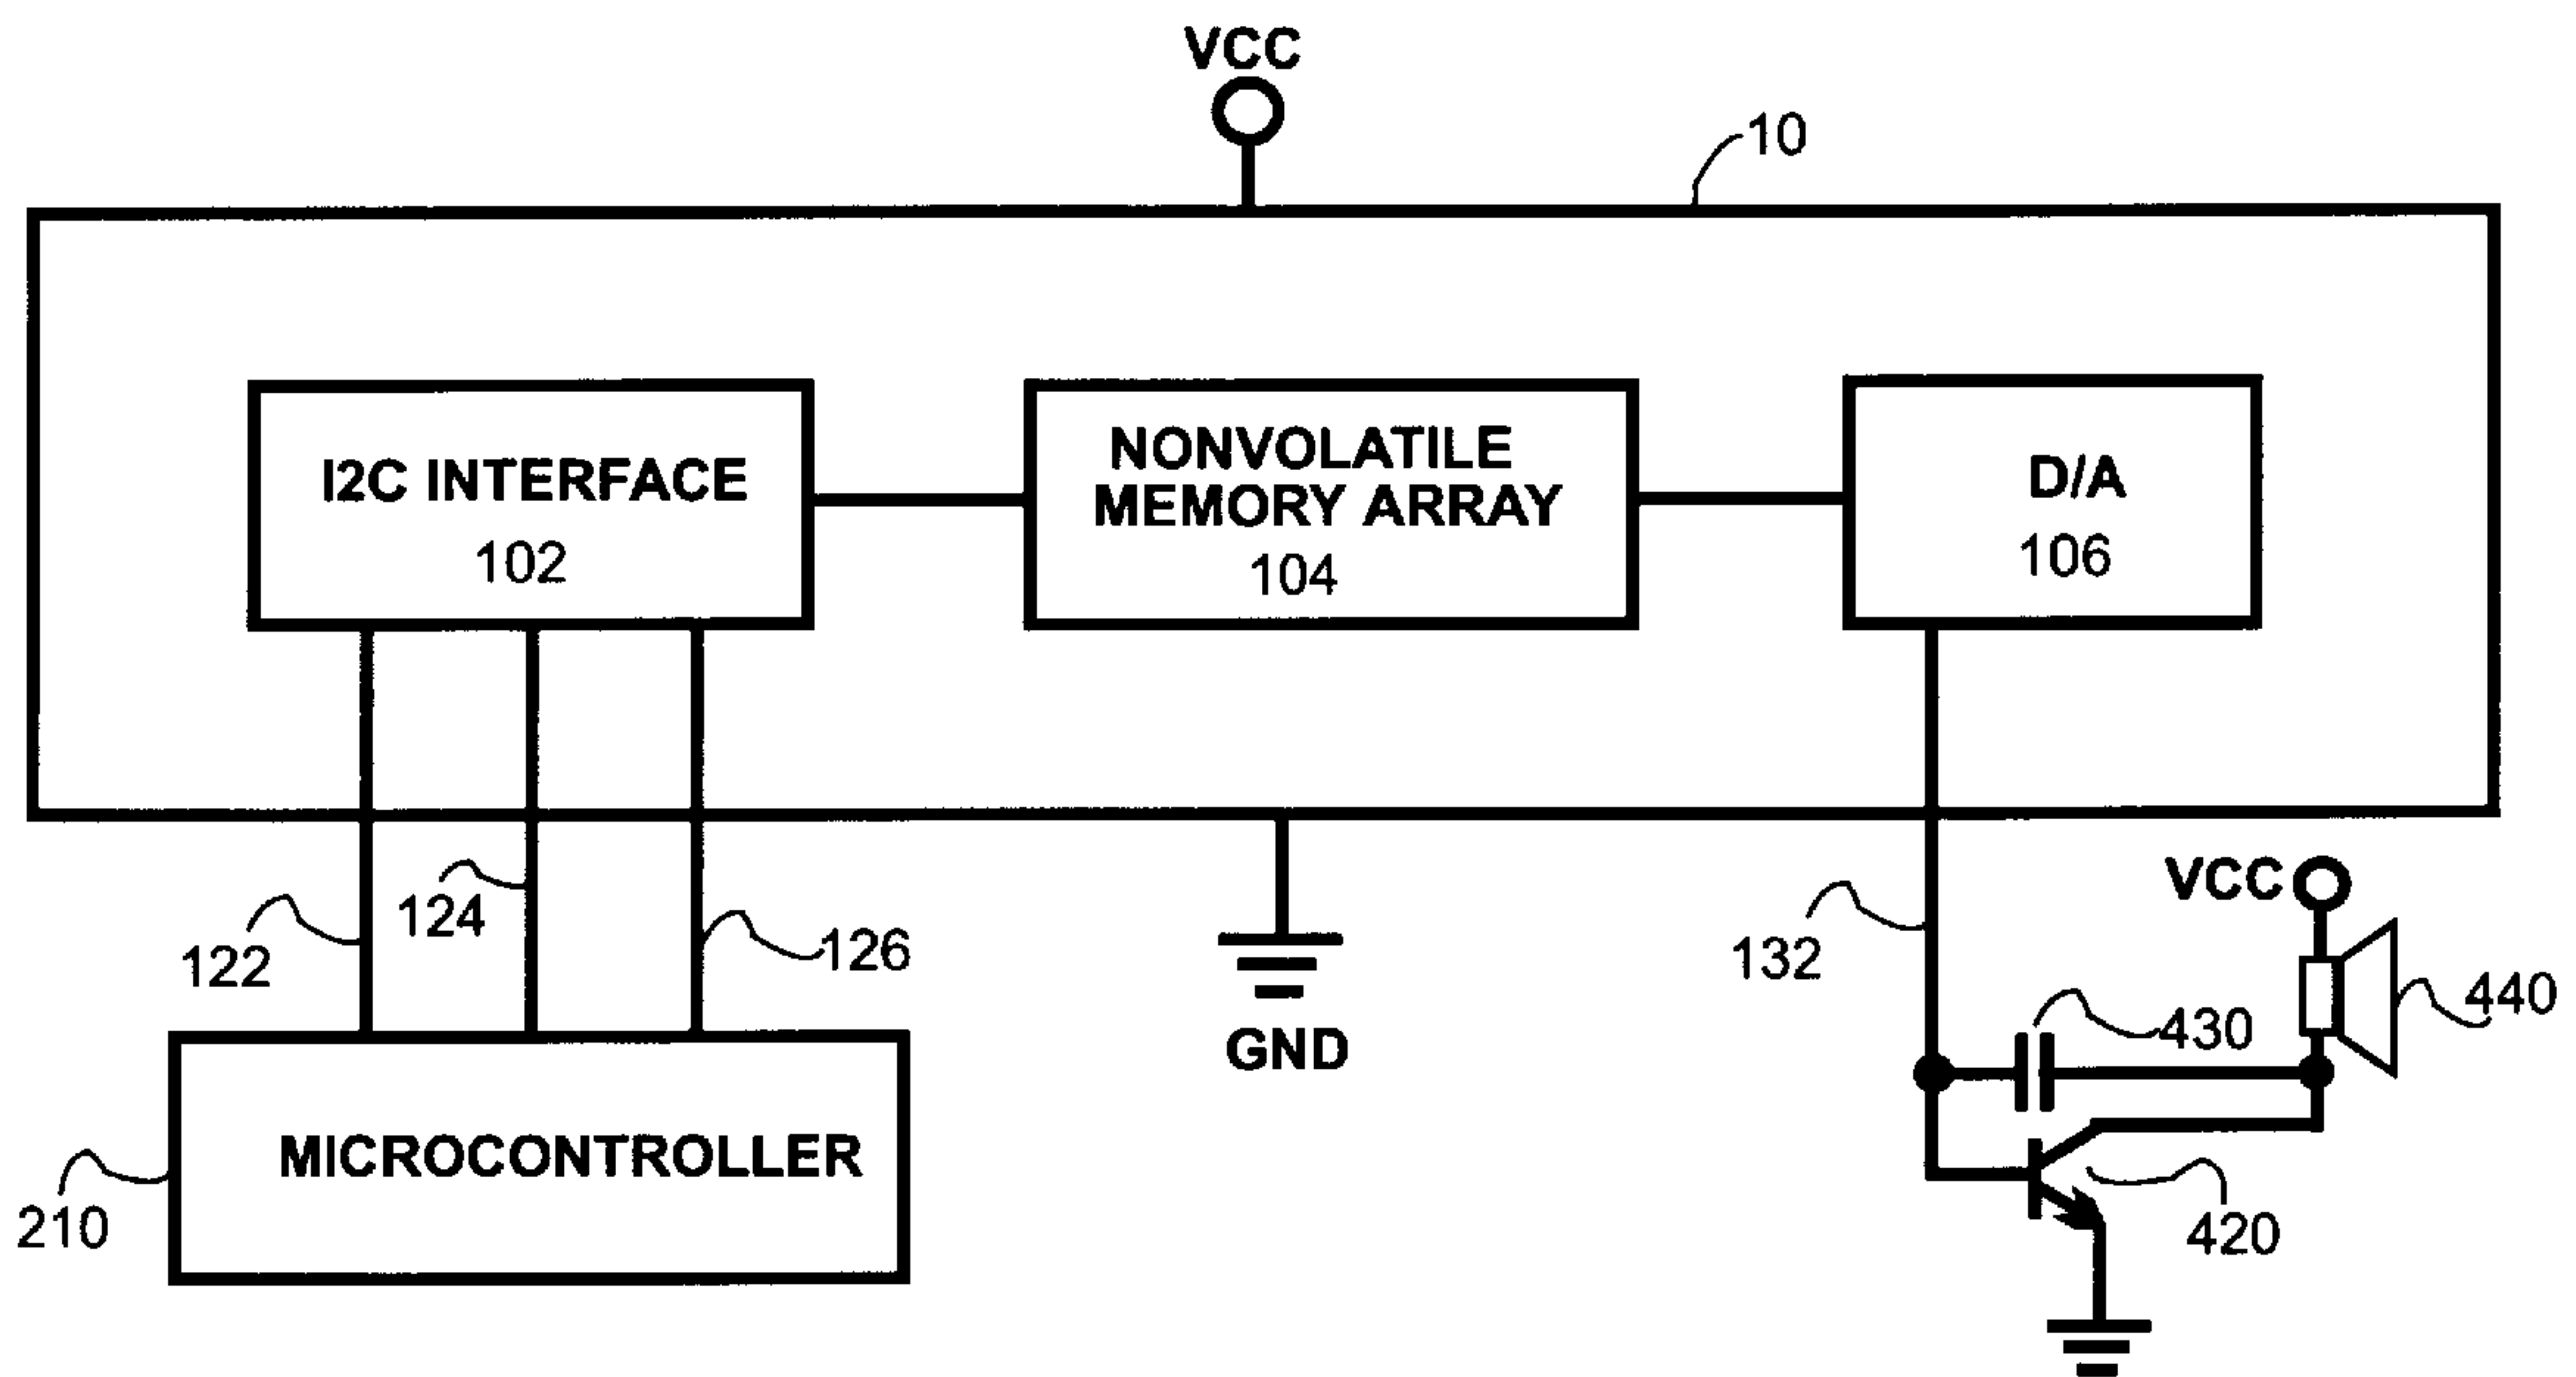 VCC
10
I2C INTERFACE
102
NONVOLATILE
MEMORY ARRAY
104
D/A
106
122
124
126
132
GND
VCC
440
430
420
MICROCONTROLLER
210